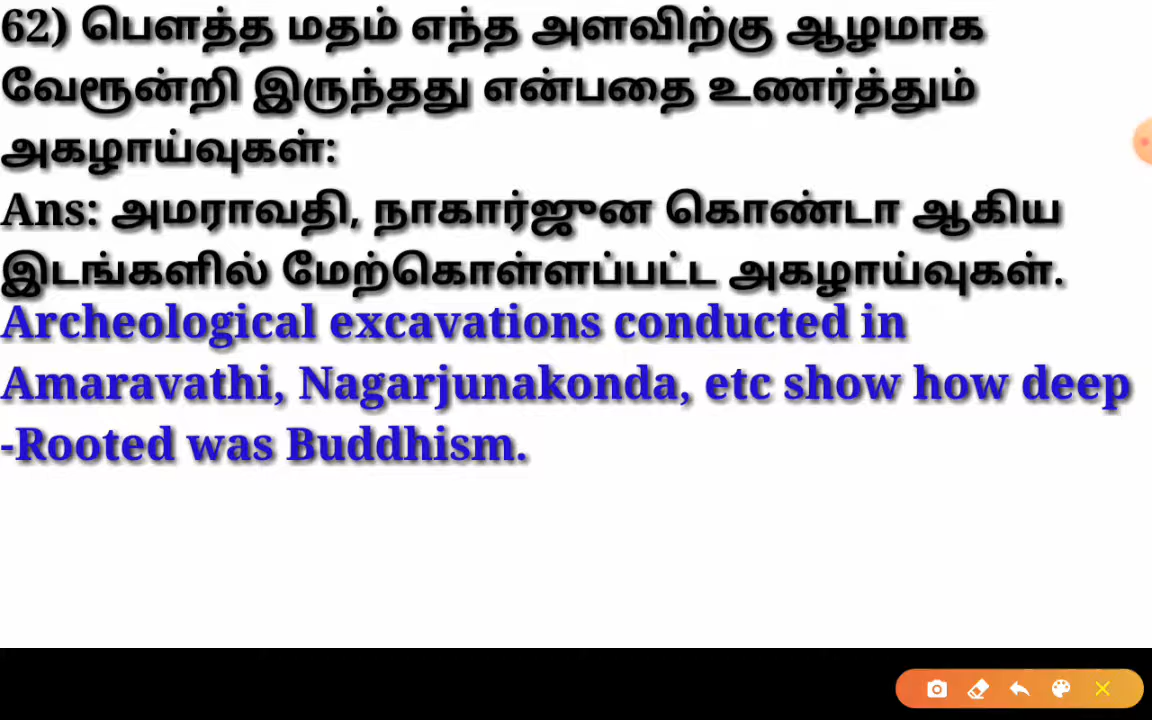 62) பௌத்த மதம் எந்த அளவிற்கு ஆழமாக
வேரூன்றி இருந்தது என்பதை உணர்த்தும்
அகழாய்வுகள்:
Ans: அமராவதி, நாகார்ஜுன கொண்டா ஆகிய
இடங்களில் மேற்கொள்ளப்பட்ட அகழாய்வுகள்.
Archeological excavations conducted in
Amaravathi, Nagarjunakonda, etc show how deep
-Rooted was Buddhism.